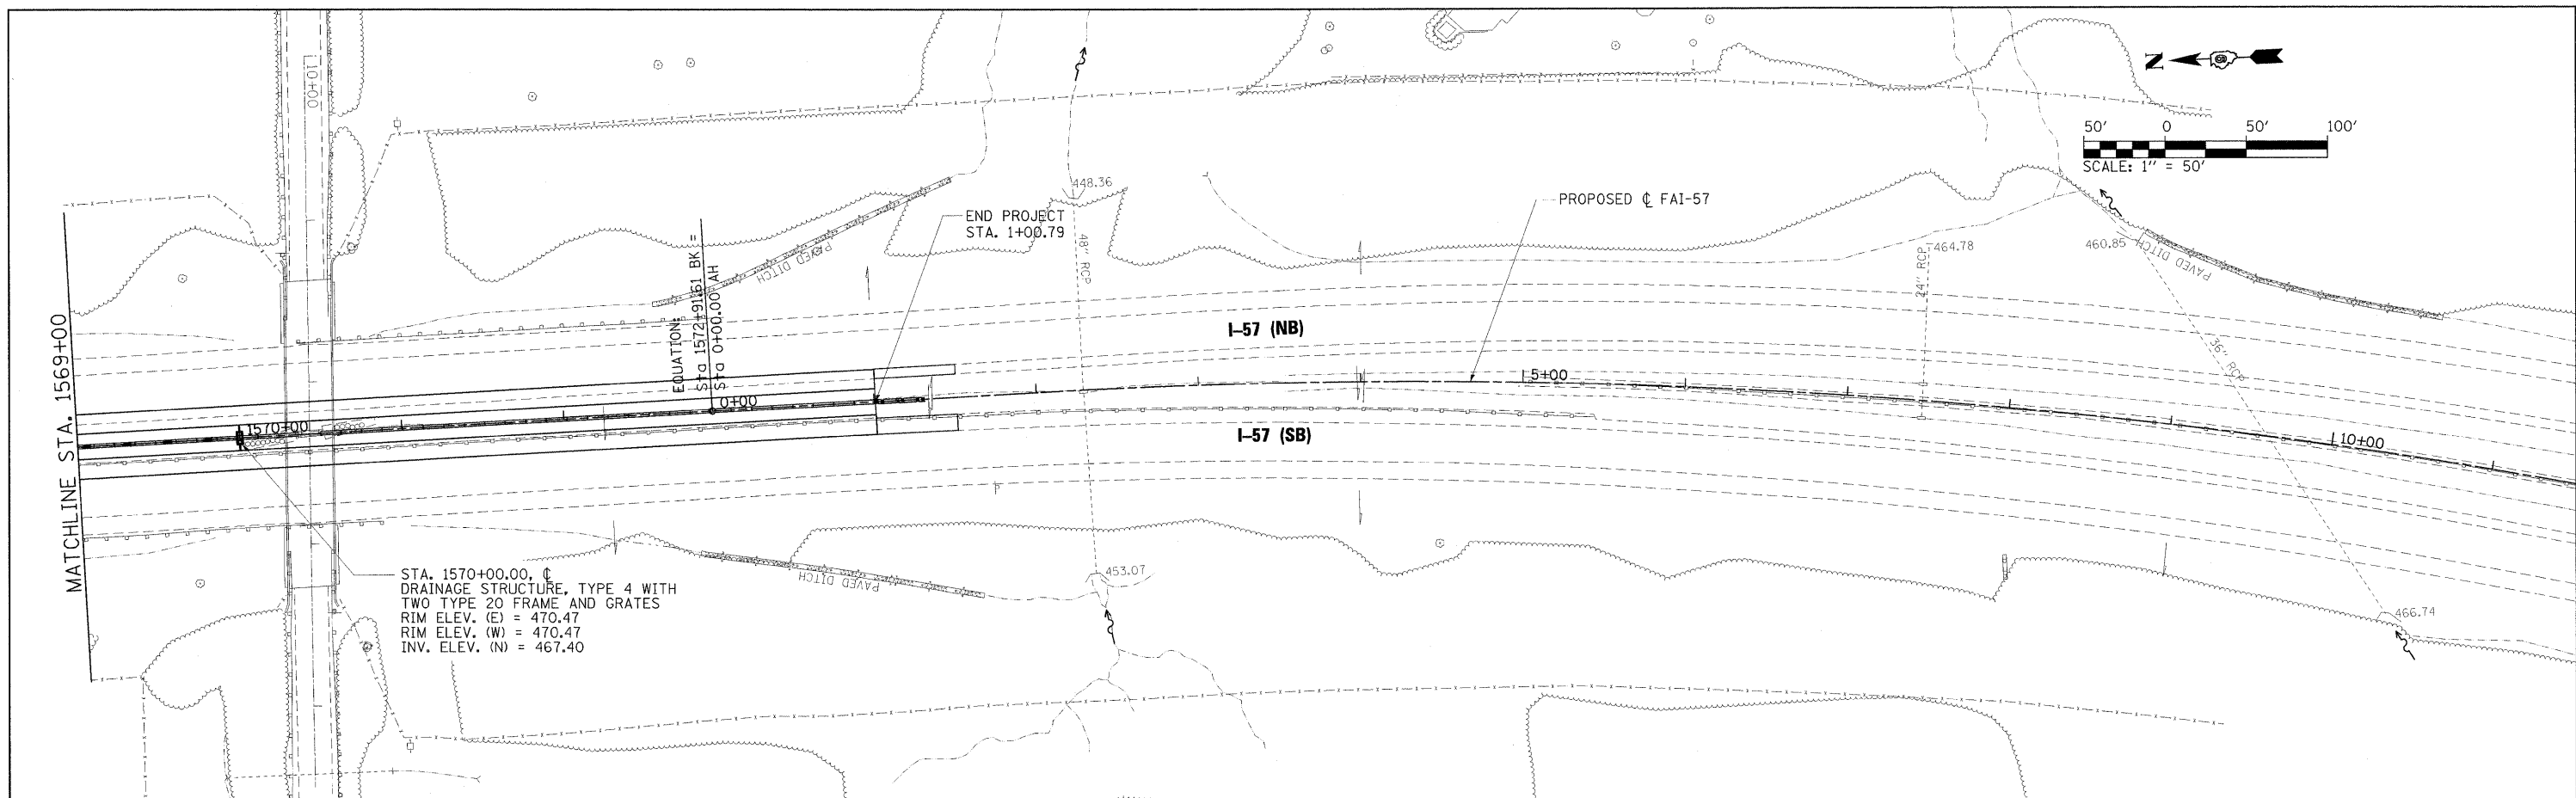 10+00
N
50' 0 50' 100'
SCALE: 1" = 50'
448.36
PROPOSED ℄ FAI-57
END PROJECT
STA. 1+00.79
PAVED DITCH
48" RCP
24" RCP
464.78
460.85
PAVED DITCH
EQUATION:
Sta 1572+91.61 BK =
Sta 0+00.00 AH
I-57 (NB)
36" RCP
MATCHLINE STA. 1569+00
1570+00
0+00
5+00
10+00
I-57 (SB)
STA. 1570+00.00, ℄
DRAINAGE STRUCTURE, TYPE 4 WITH
TWO TYPE 20 FRAME AND GRATES
RIM ELEV. (E) = 470.47
RIM ELEV. (W) = 470.47
INV. ELEV. (N) = 467.40
PAVED DITCH
453.07
P
466.74